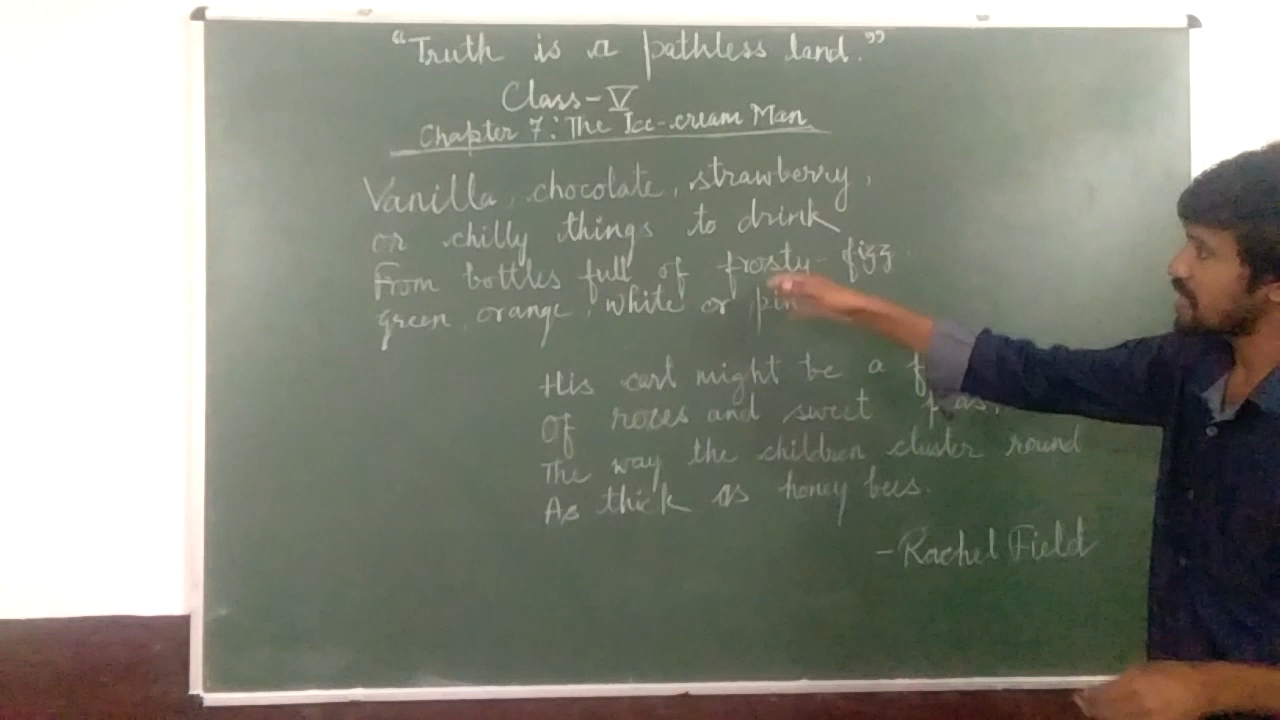 "Truth is a pathless land."
Class-V
Chapter 7: The Ice-cream Man
Vanilla, chocolate, strawberry,
or chilly things to drink
From bottles full of frosty-fizz.
green, orange, white or
His cart might be a
Of roses and sweet
The way the children cluster round
As thick as honey bees.
-Rachel Field